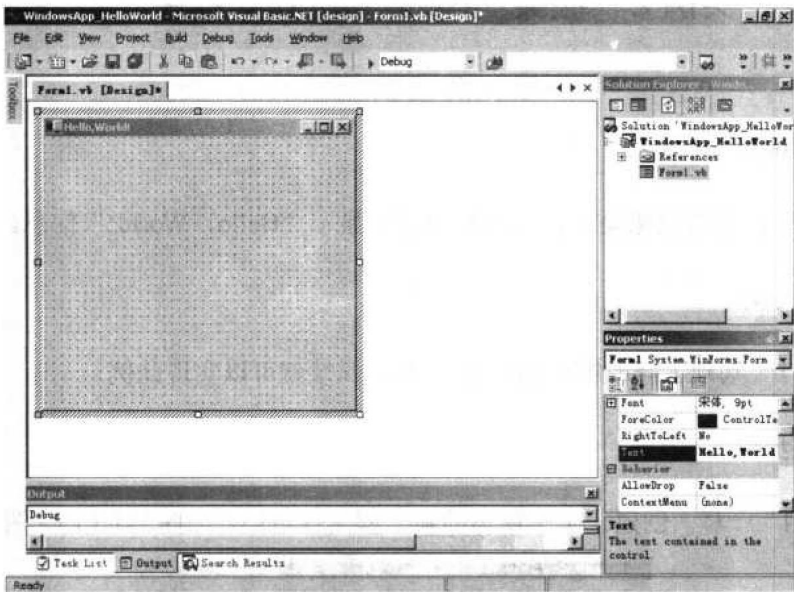 WindowsApp_HelloWorld - Microsoft Visual Basic.NET [design] - Form1.vb [Design]*
File Edit View Project Build Debug Tools Window Help
Debug
Toolbox
Form1.vb [Design]*
Hello,World!
Solution Explorer - Windo
Solution 'WindowsApp_HelloWor
WindowsApp_HelloWorld
References
Form1.vb
Properties
Form1 System.WinForms.Form
Font 宋体, 9pt
ForeColor ControlTe
RightToLeft No
Text Hello,World
Behavior
AllowDrop False
ContextMenu (none)
Text
The text contained in the
control
Output
Debug
Task List Output Search Results
Ready